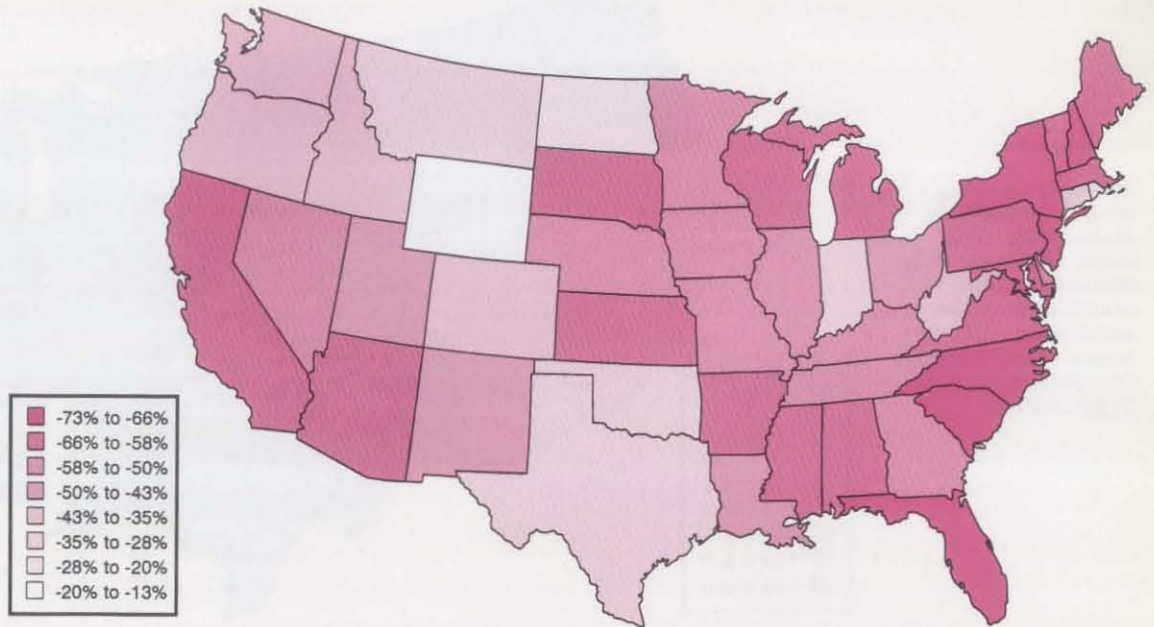 -73% to -66%
-66% to -58%
-58% to -50%
-50% to -43%
-43% to -35%
-35% to -28%
-28% to -20%
-20% to -13%